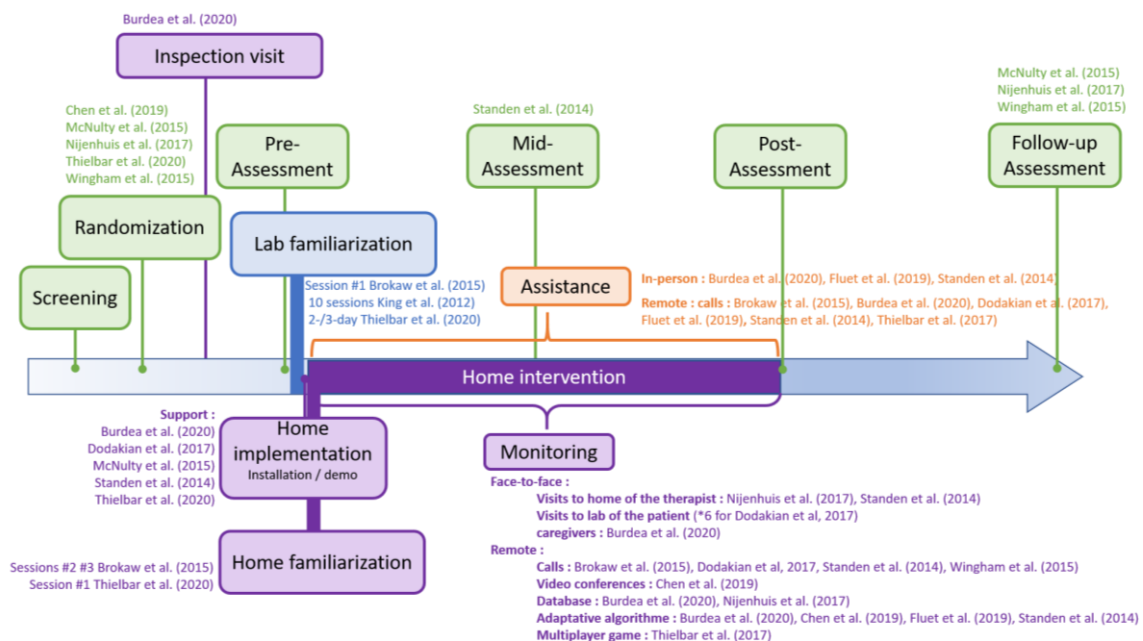 Burdea et al. (2020)
Inspection visit
Chen et al. (2019)
McNulty et al. (2015)
Nijenhuis et al. (2017)
Thielbar et al. (2020)
Wingham et al. (2015)
Randomization
Screening
Pre-
Assessment
Lab familiarization
Session #1 Brokaw et al. (2015)
10 sessions King et al. (2012)
2-/3-day Thielbar et al. (2020)
Standen et al. (2014)
Mid-
Assessment
Assistance
In-person : Burdea et al. (2020), Fluet et al. (2019), Standen et al. (2014)
Remote : calls : Brokaw et al. (2015), Burdea et al. (2020), Dodakian et al. (2017),
Fluet et al. (2019), Standen et al. (2014), Thielbar et al. (2017)
Post-
Assessment
McNulty et al. (2015)
Nijenhuis et al. (2017)
Wingham et al. (2015)
Follow-up
Assessment
Home intervention
Support :
Burdea et al. (2020)
Dodakian et al. (2017)
McNulty et al. (2015)
Standen et al. (2014)
Thielbar et al. (2020)
Home
implementation
Installation / demo
Sessions #2 #3 Brokaw et al. (2015)
Session #1 Thielbar et al. (2020)
Home familiarization
Monitoring
Face-to-face :
Visits to home of the therapist : Nijenhuis et al. (2017), Standen et al. (2014)
Visits to lab of the patient (*6 for Dodakian et al, 2017)
caregivers : Burdea et al. (2020)
Remote :
Calls : Brokaw et al. (2015), Dodakian et al, 2017, Standen et al. (2014), Wingham et al. (2015)
Video conferences : Chen et al. (2019)
Database : Burdea et al. (2020), Nijenhuis et al. (2017)
Adaptative algorithme : Burdea et al. (2020), Chen et al. (2019), Fluet et al. (2019), Standen et al. (2014)
Multiplayer game : Thielbar et al. (2017)